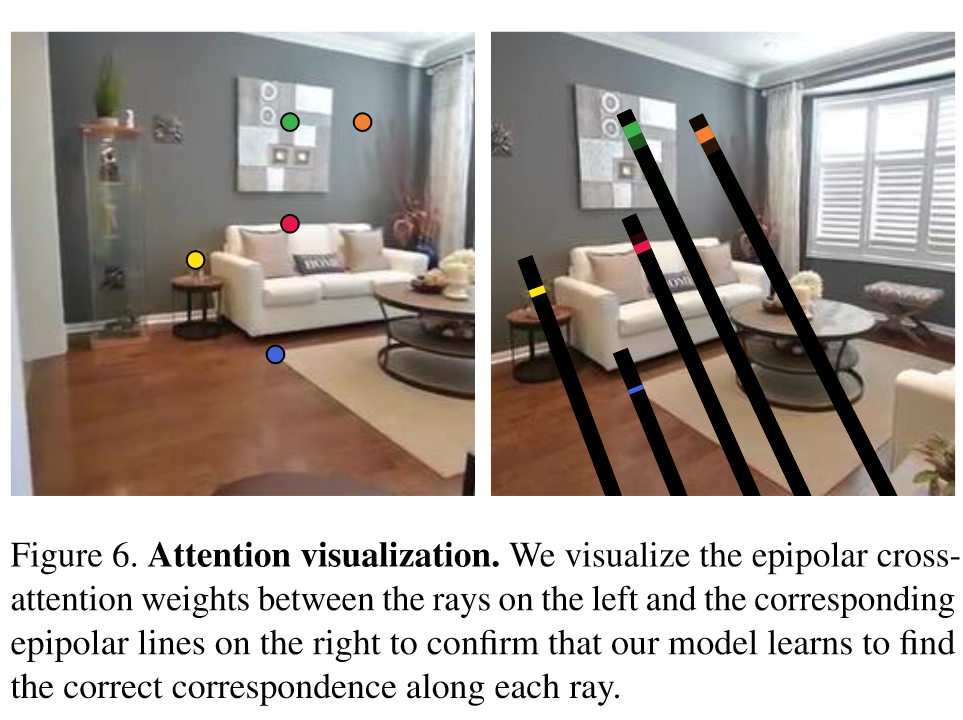 HOME
OM
Figure 6. Attention visualization. We visualize the epipolar cross-
attention weights between the rays on the left and the corresponding
epipolar lines on the right to confirm that our model learns to find
the correct correspondence along each ray.